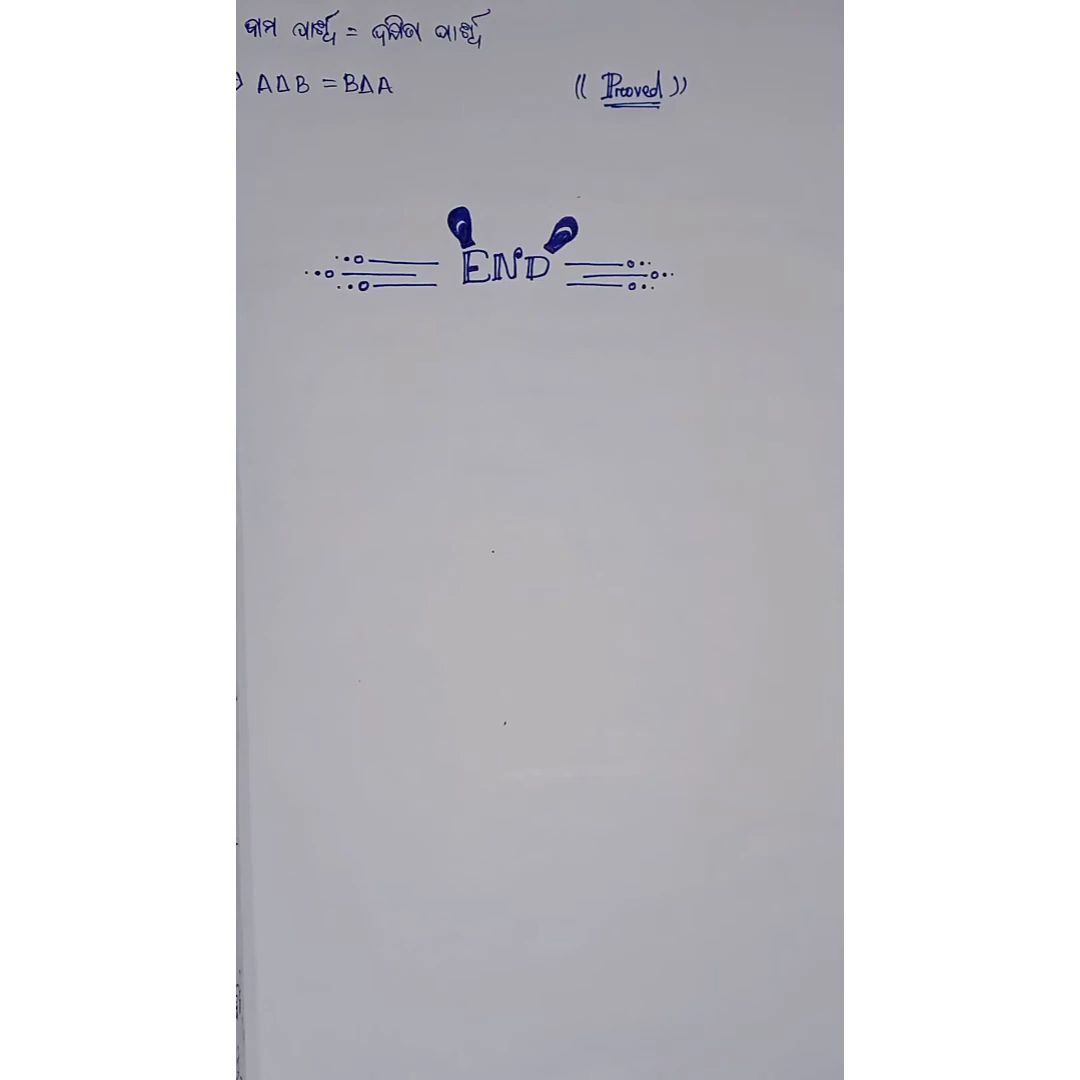 ବାମ ପାର୍ଶ୍ଵ = ଦକ୍ଷିଣ ପାର୍ଶ୍ଵ
⇒ A∆B = B∆A (( Proved ))
END